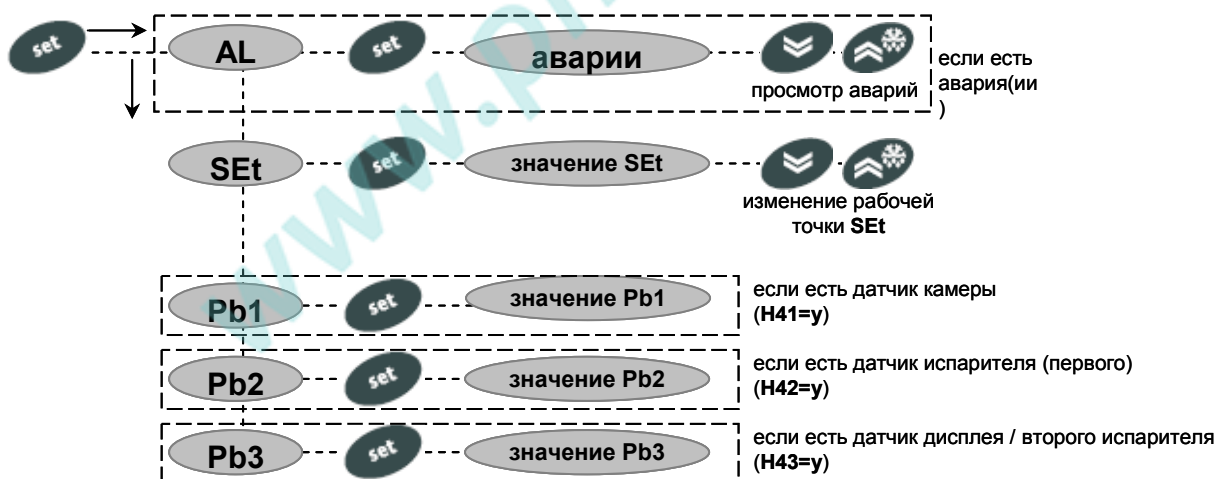 set AL set аварии
просмотр аварий
если есть
авария(ии
)
SEt set значение SEt
изменение рабочей
точки SEt
Pb1 set значение Pb1
если есть датчик камеры
(H41=y)
Pb2 set значение Pb2
если есть датчик испарителя (первого)
(H42=y)
Pb3 set значение Pb3
если есть датчик дисплея / второго испарителя
(H43=y)